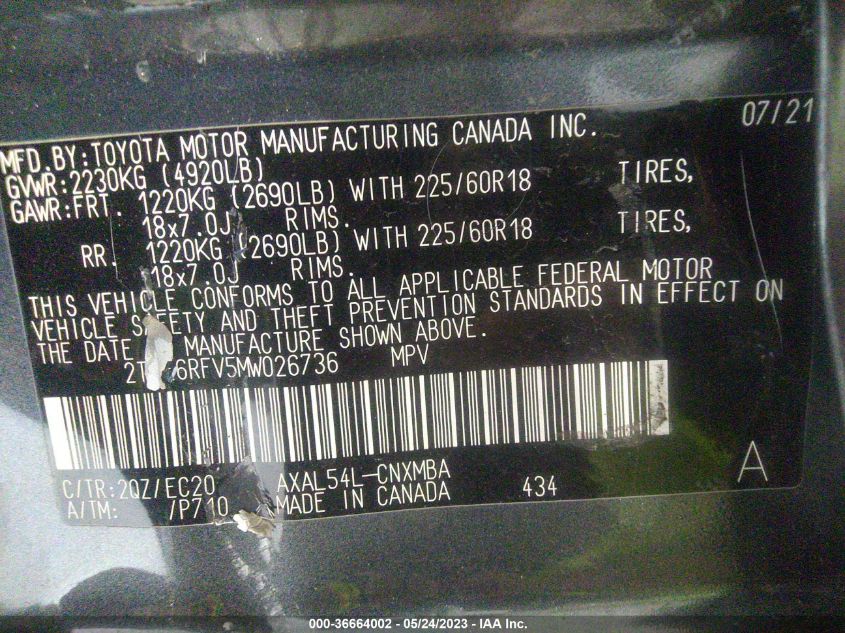 07/21
MFD.BY:TOYOTA MOTOR MANUFACTURING CANADA INC.
GVWR:2230KG (4920LB)
GAWR:FRT. 1220KG (2690LB) WITH 225/60R18 TIRES,
18x7.0J RIMS.
RR. 1220KG (2690LB) WITH 225/60R18 TIRES,
18x7.0J RIMS.
THIS VEHICLE CONFORMS TO ALL APPLICABLE FEDERAL MOTOR
VEHICLE SAFETY AND THEFT PREVENTION STANDARDS IN EFFECT ON
THE DATE MANUFACTURE SHOWN ABOVE.
2T 6RFV5MW026736 MPV
C/TR:2QZ/EC20 AXAL54L-CNXMBA
A/TM: /P710 MADE IN CANADA 434 A
000-36664002 - 05/24/2023 - IAA Inc.